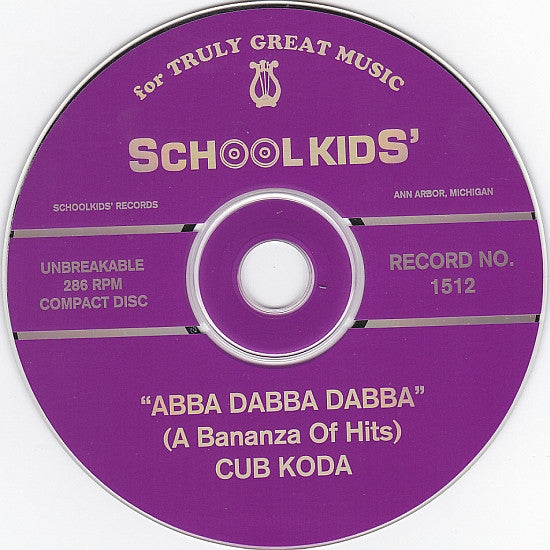 for TRULY GREAT MUSIC
SCHOOLKIDS'
SCHOOLKIDS' RECORDS
ANN ARBOR, MICHIGAN
UNBREAKABLE
286 RPM
COMPACT DISC
RECORD NO.
1512
"ABBA DABBA DABBA"
(A Bananza Of Hits)
CUB KODA